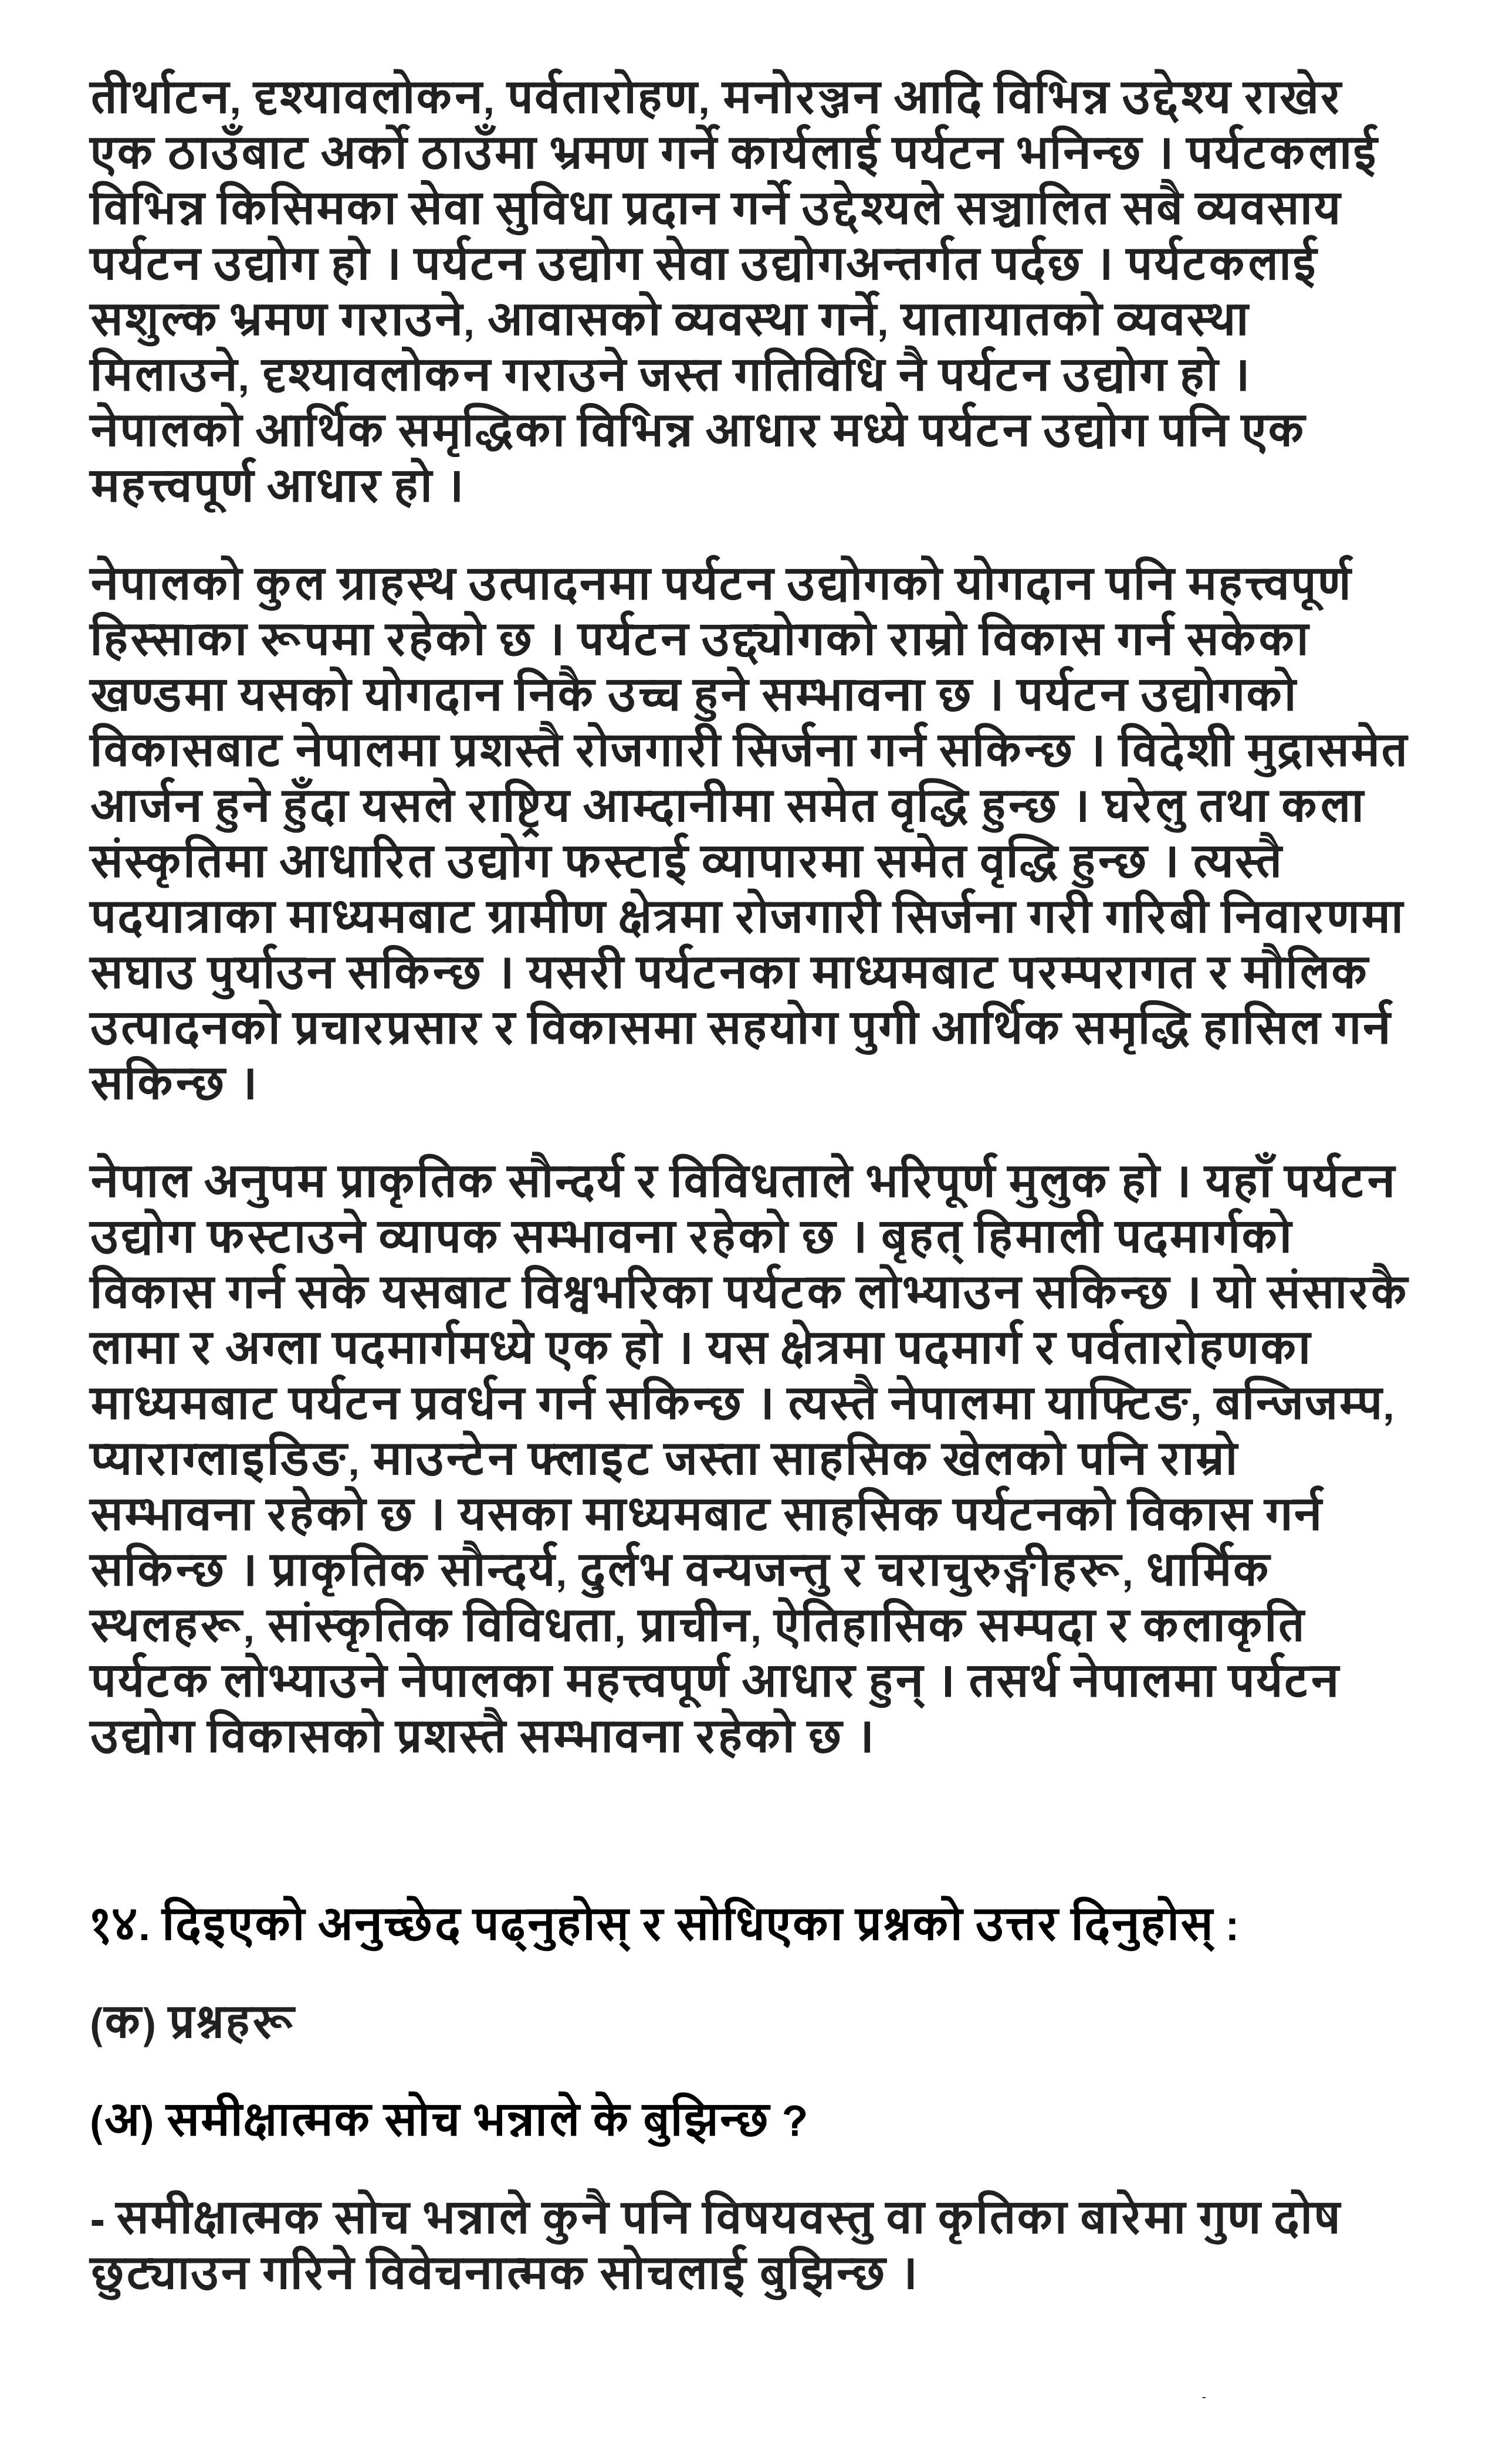 तीर्थाटन, दृश्यावलोकन, पर्वतारोहण, मनोरञ्जन आदि विभिन्न उद्देश्य राखेर
एक ठाउँबाट अर्को ठाउँमा भ्रमण गर्ने कार्यलाई पर्यटन भनिन्छ । पर्यटकलाई
विभिन्न किसिमका सेवा सुविधा प्रदान गर्ने उद्देश्यले सञ्चालित सबै व्यवसाय
पर्यटन उद्योग हो । पर्यटन उद्योग सेवा उद्योगअन्तर्गत पर्दछ । पर्यटकलाई
सशुल्क भ्रमण गराउने, आवासको व्यवस्था गर्ने, यातायातको व्यवस्था
मिलाउने, दृश्यावलोकन गराउने जस्त गतिविधि नै पर्यटन उद्योग हो ।
नेपालको आर्थिक समृद्धिका विभिन्न आधार मध्ये पर्यटन उद्योग पनि एक
महत्त्वपूर्ण आधार हो ।
नेपालको कुल ग्राहस्थ उत्पादनमा पर्यटन उद्योगको योगदान पनि महत्त्वपूर्ण
हिस्साका रूपमा रहेको छ । पर्यटन उद्द्योगको राम्रो विकास गर्न सकेका
खण्डमा यसको योगदान निकै उच्च हुने सम्भावना छ । पर्यटन उद्योगको
विकासबाट नेपालमा प्रशस्तै रोजगारी सिर्जना गर्न सकिन्छ । विदेशी मुद्रासमेत
आर्जन हुने हुँदा यसले राष्ट्रिय आम्दानीमा समेत वृद्धि हुन्छ । घरेलु तथा कला
संस्कृतिमा आधारित उद्योग फस्टाई व्यापारमा समेत वृद्धि हुन्छ । त्यस्तै
पदयात्राका माध्यमबाट ग्रामीण क्षेत्रमा रोजगारी सिर्जना गरी गरिबी निवारणमा
सघाउ पुर्याउन सकिन्छ । यसरी पर्यटनका माध्यमबाट परम्परागत र मौलिक
उत्पादनको प्रचारप्रसार र विकासमा सहयोग पुगी आर्थिक समृद्धि हासिल गर्न
सकिन्छ ।
नेपाल अनुपम प्राकृतिक सौन्दर्य र विविधताले भरिपूर्ण मुलुक हो । यहाँ पर्यटन
उद्योग फस्टाउने व्यापक सम्भावना रहेको छ । बृहत् हिमाली पदमार्गको
विकास गर्न सके यसबाट विश्वभरिका पर्यटक लोभ्याउन सकिन्छ । यो संसारकै
लामा र अग्ला पदमार्गमध्ये एक हो । यस क्षेत्रमा पदमार्ग र पर्वतारोहणका
माध्यमबाट पर्यटन प्रवर्धन गर्न सकिन्छ । त्यस्तै नेपालमा याफ्टिङ, बन्जिजम्प,
प्याराग्लाइडिङ, माउन्टेन फ्लाइट जस्ता साहसिक खेलको पनि राम्रो
सम्भावना रहेको छ । यसका माध्यमबाट साहसिक पर्यटनको विकास गर्न
सकिन्छ । प्राकृतिक सौन्दर्य, दुर्लभ वन्यजन्तु र चराचुरुङ्गीहरू, धार्मिक
स्थलहरू, सांस्कृतिक विविधता, प्राचीन, ऐतिहासिक सम्पदा र कलाकृति
पर्यटक लोभ्याउने नेपालका महत्त्वपूर्ण आधार हुन् । तसर्थ नेपालमा पर्यटन
उद्योग विकासको प्रशस्तै सम्भावना रहेको छ ।
१४. दिइएको अनुच्छेद पढ्नुहोस् र सोधिएका प्रश्नको उत्तर दिनुहोस् :
(क) प्रश्नहरू
(अ) समीक्षात्मक सोच भन्नाले के बुझिन्छ ?
- समीक्षात्मक सोच भन्नाले कुनै पनि विषयवस्तु वा कृतिका बारेमा गुण दोष
छुट्याउन गरिने विवेचनात्मक सोचलाई बुझिन्छ ।